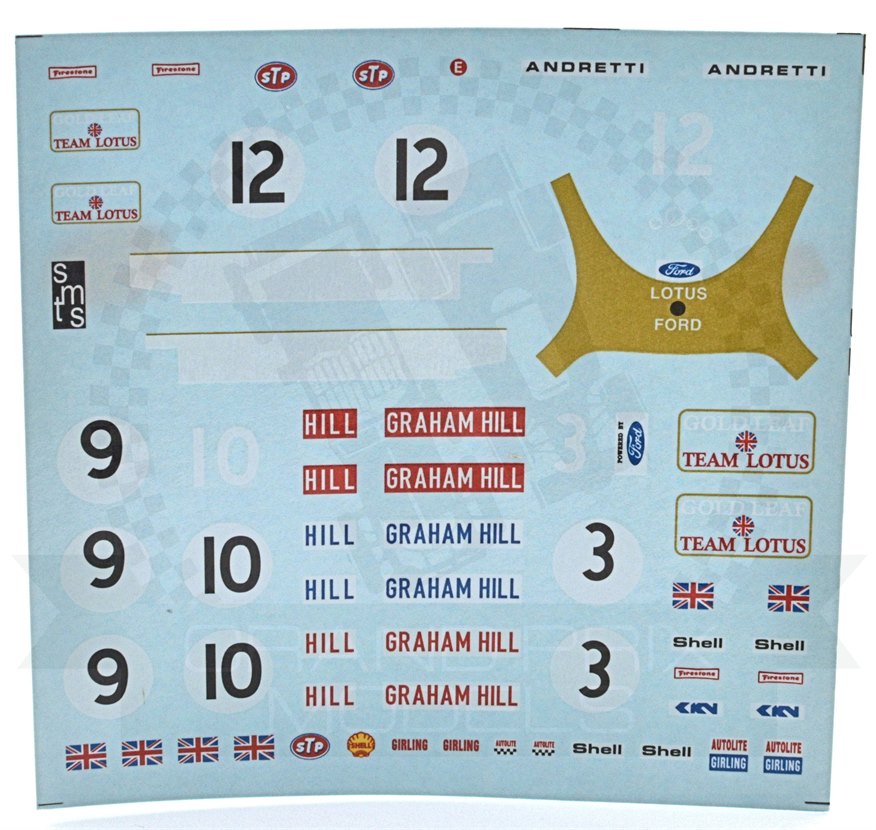 Firestone
Firestone
STP
STP
E
ANDRETTI
ANDRETTI
GOLD LEAF
TEAM LOTUS
12
12
12
GOLD LEAF
TEAM LOTUS
Ford
LOTUS
FORD
smts
9
10
HILL
GRAHAM HILL
3
POWERED BY
Ford
GOLD LEAF
TEAM LOTUS
HILL
GRAHAM HILL
9
10
HILL
GRAHAM HILL
3
GOLD LEAF
TEAM LOTUS
HILL
GRAHAM HILL
GRAND PRIX
MODELS
9
10
HILL
GRAHAM HILL
3
Shell
Shell
HILL
GRAHAM HILL
Firestone
Firestone
STP
SHELL
GIRLING
GIRLING
AUTOLITE
AUTOLITE
Shell
Shell
AUTOLITE
GIRLING
AUTOLITE
GIRLING